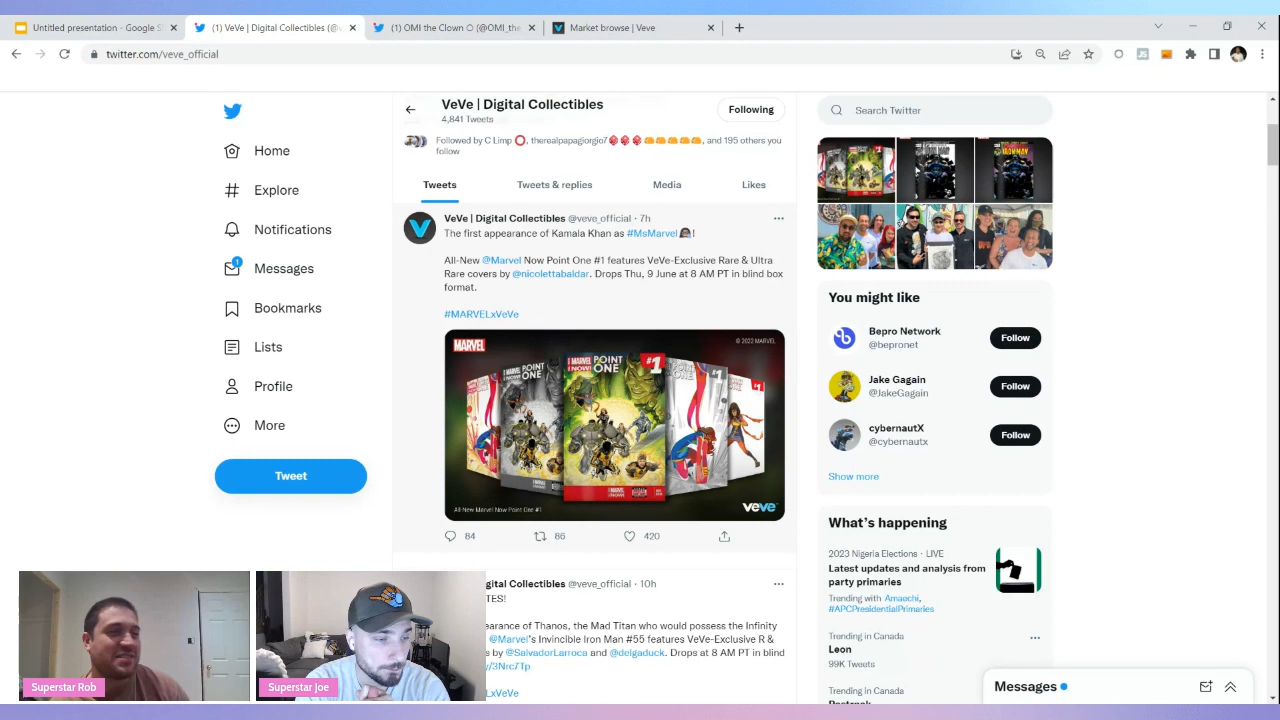 Untitled presentation - Google Sl
(1) VeVe | Digital Collectibles (@v
(1) OMI the Clown (@OMI_the
Market browse | Veve
twitter.com/veve_official
VeVe | Digital Collectibles
4,841 Tweets
Following
Followed by C Limp ⭕, therealpapagiorgio7, and 195 others you
follow
Tweets
Tweets & replies
Media
Likes
Home
Explore
Notifications
1
Messages
Bookmarks
Lists
Profile
More
Tweet
VeVe | Digital Collectibles @veve_official · 7h
The first appearance of Kamala Khan as #MsMarvel!
All-New @Marvel Now Point One #1 features VeVe-Exclusive Rare & Ultra
Rare covers by @nicolettabaldar. Drops Thu, 9 June at 8 AM PT in blind box
format.
#MARVELxVeVe
MARVEL
© 2022 MARVEL
POINT
ONE
#1
POINT
ONE
#1
All-New Marvel Now Point One #1
veve
84
86
420
igital Collectibles @veve_official · 10h
TES!
earance of Thanos, the Mad Titan who would possess the Infinity
@Marvel's Invincible Iron Man #55 features VeVe-Exclusive R &
s by @SalvadorLarroca and @delgaduck. Drops at 8 AM PT in blind
y/3Nrc7Tp
LxVeVe
Search Twitter
You might like
Bepro Network
@bepronet
Follow
Jake Gagain
@JakeGagain
Follow
cybernautX
@cybernautx
Follow
Show more
What's happening
2023 Nigeria Elections · LIVE
Latest updates and analysis from
party primaries
Trending with Amaechi,
#APCPresidentialPrimaries
Trending in Canada
Leon
99K Tweets
Trending in Canada
Messages
Superstar Rob
Superstar Joe